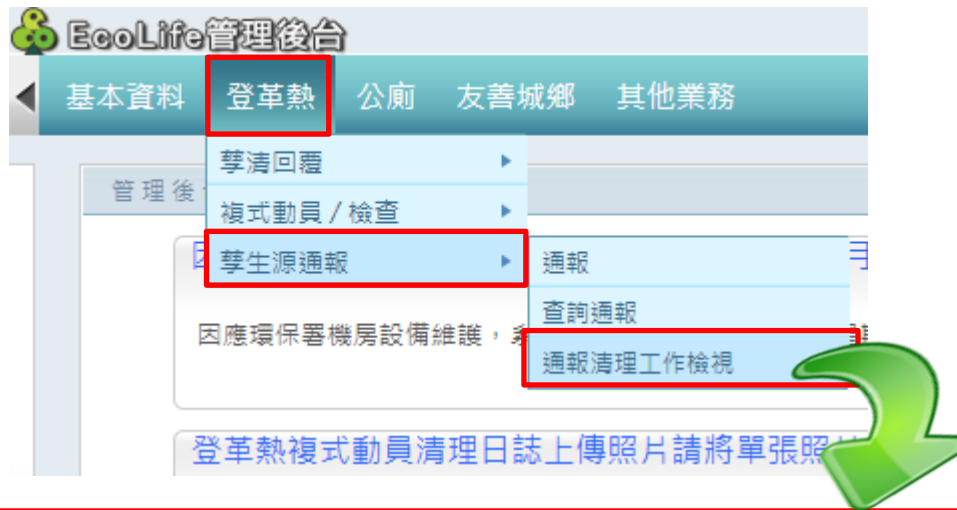 EcoLife管理後台
基本資料 登革熱 公廁 友善城鄉 其他業務
孳清回覆
管理後
複式動員/檢查
孳生源通報
通報
查詢通報
因應環保署機房設備維護，
通報清理工作檢視
登革熱複式動員清理日誌上傳照片請將單張照